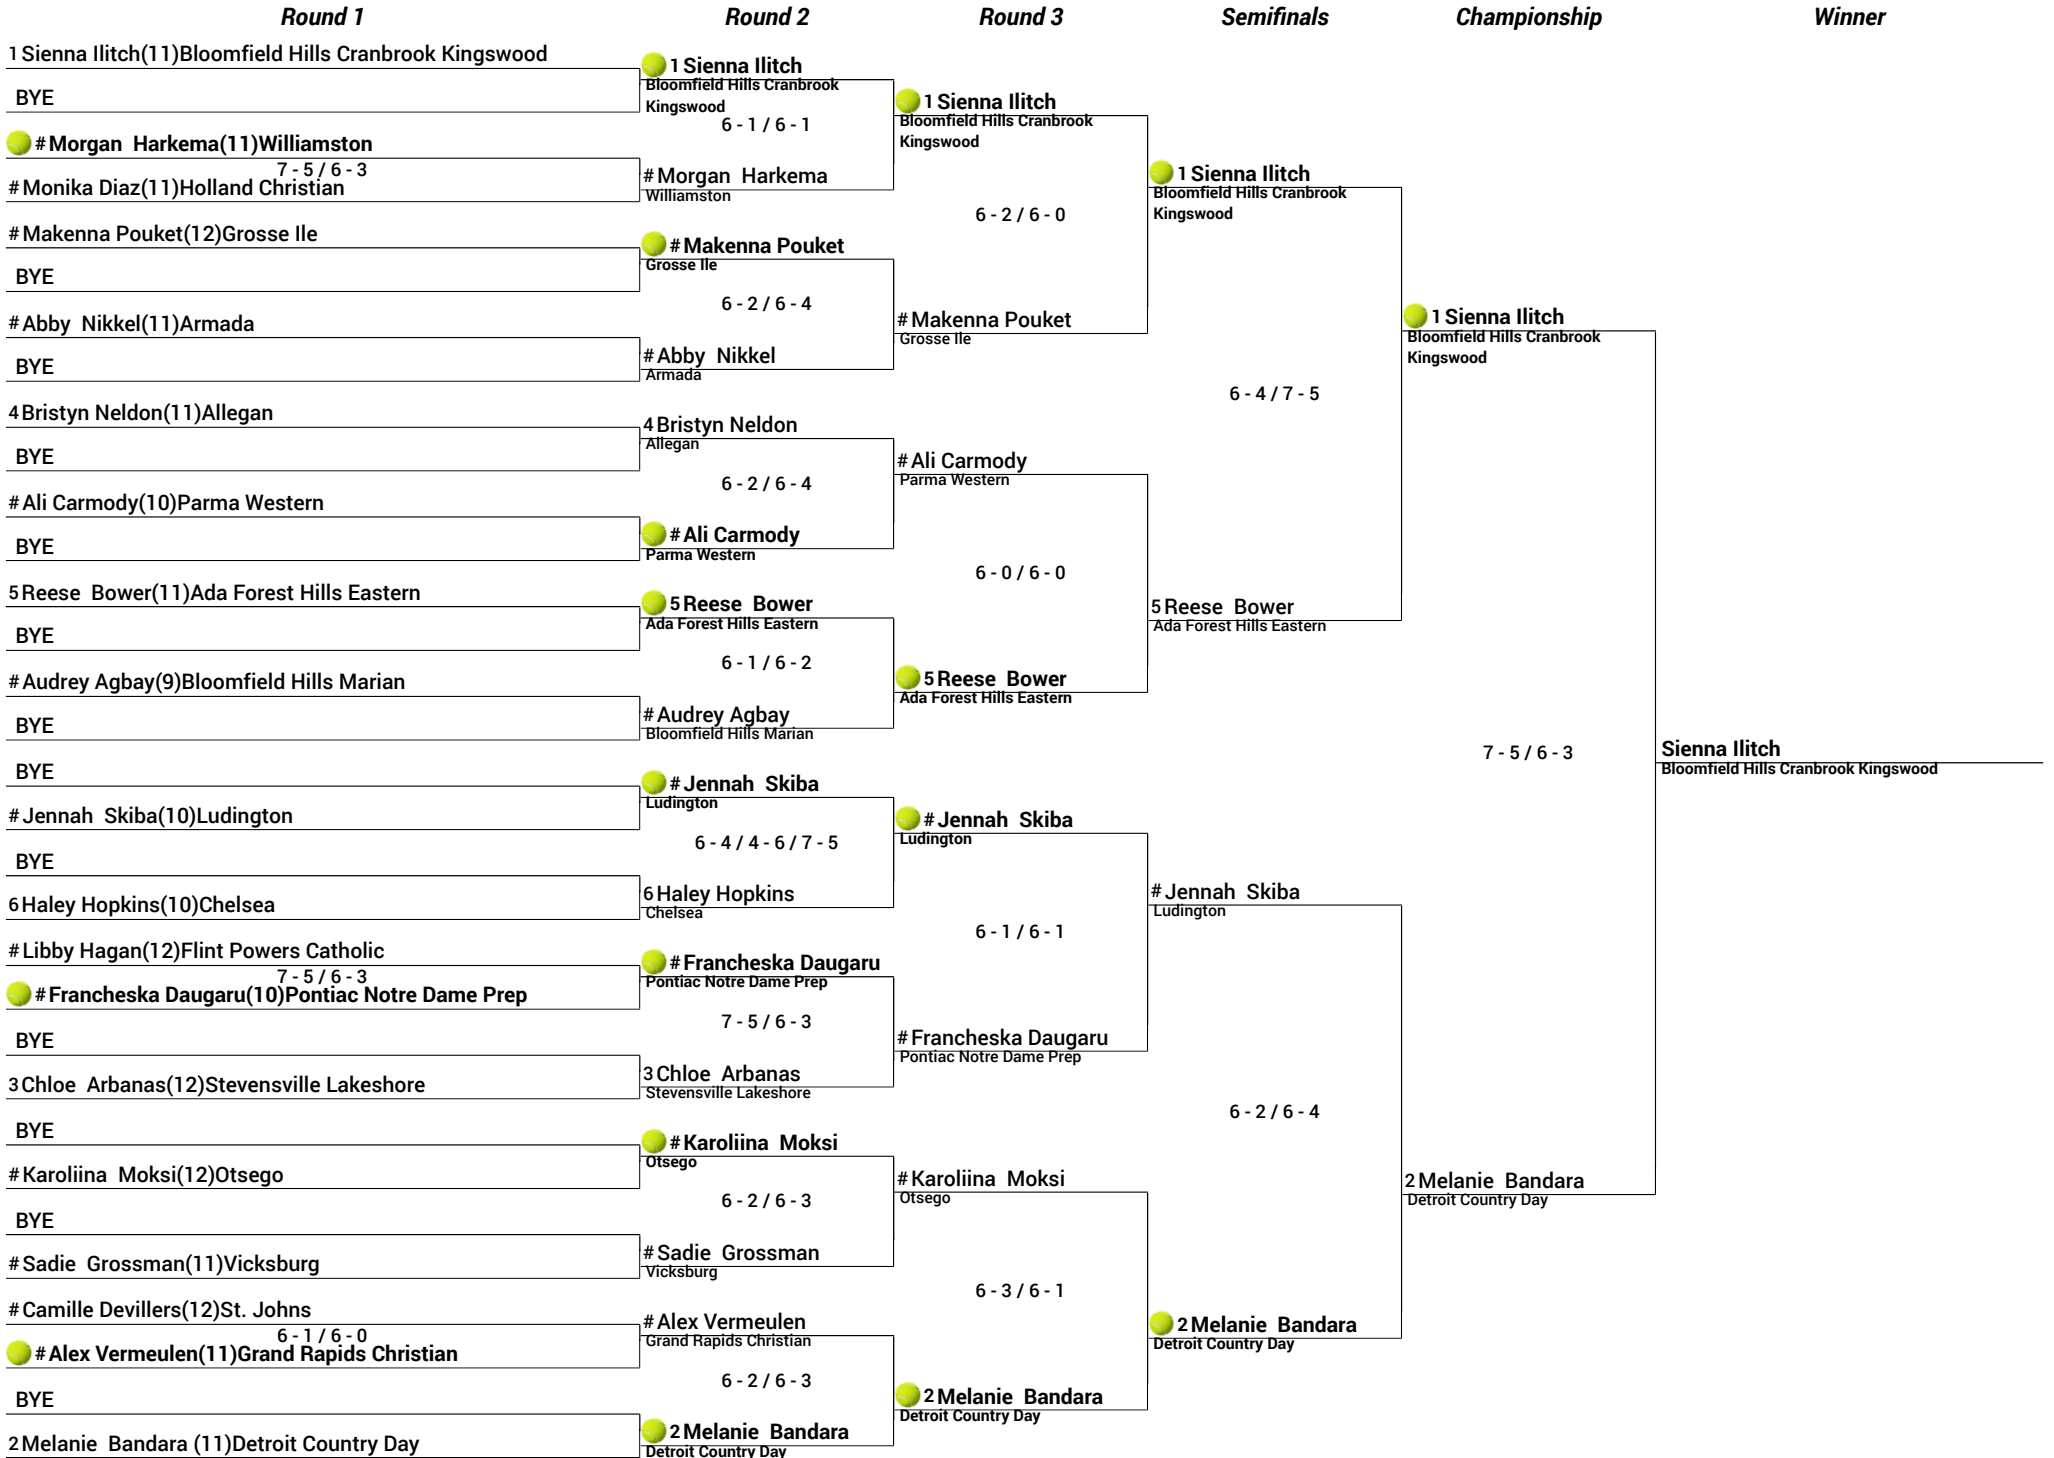 Round 1
Round 2
Round 3
Semifinals
Championship
Winner
1 Sienna Ilitch(11)Bloomfield Hills Cranbrook Kingswood
BYE
# Morgan Harkema(11)Williamston
7 - 5 / 6 - 3
# Monika Diaz(11)Holland Christian
# Makenna Pouket(12)Grosse Ile
BYE
# Abby Nikkel(11)Armada
BYE
4 Bristyn Neldon(11)Allegan
BYE
# Ali Carmody(10)Parma Western
BYE
5 Reese Bower(11)Ada Forest Hills Eastern
BYE
# Audrey Agbay(9)Bloomfield Hills Marian
BYE
BYE
# Jennah Skiba(10)Ludington
BYE
6 Haley Hopkins(10)Chelsea
# Libby Hagan(12)Flint Powers Catholic
7 - 5 / 6 - 3
# Francheska Daugaru(10)Pontiac Notre Dame Prep
BYE
3 Chloe Arbanas(12)Stevensville Lakeshore
BYE
# Karoliina Moksi(12)Otsego
BYE
# Sadie Grossman(11)Vicksburg
# Camille Devillers(12)St. Johns
6 - 1 / 6 - 0
# Alex Vermeulen(11)Grand Rapids Christian
BYE
2 Melanie Bandara (11)Detroit Country Day
1 Sienna Ilitch
Bloomfield Hills Cranbrook
Kingswood
6 - 1 / 6 - 1
# Morgan Harkema
Williamston
# Makenna Pouket
Grosse Ile
6 - 2 / 6 - 4
# Abby Nikkel
Armada
4 Bristyn Neldon
Allegan
6 - 2 / 6 - 4
# Ali Carmody
Parma Western
5 Reese Bower
Ada Forest Hills Eastern
6 - 1 / 6 - 2
# Audrey Agbay
Bloomfield Hills Marian
# Jennah Skiba
Ludington
6 - 4 / 4 - 6 / 7 - 5
6 Haley Hopkins
Chelsea
# Francheska Daugaru
Pontiac Notre Dame Prep
7 - 5 / 6 - 3
3 Chloe Arbanas
Stevensville Lakeshore
# Karoliina Moksi
Otsego
6 - 2 / 6 - 3
# Sadie Grossman
Vicksburg
# Alex Vermeulen
Grand Rapids Christian
6 - 2 / 6 - 3
2 Melanie Bandara
Detroit Country Day
1 Sienna Ilitch
Bloomfield Hills Cranbrook
Kingswood
6 - 2 / 6 - 0
# Makenna Pouket
Grosse Ile
# Ali Carmody
Parma Western
6 - 0 / 6 - 0
5 Reese Bower
Ada Forest Hills Eastern
# Jennah Skiba
Ludington
6 - 1 / 6 - 1
# Francheska Daugaru
Pontiac Notre Dame Prep
# Karoliina Moksi
Otsego
6 - 3 / 6 - 1
2 Melanie Bandara
Detroit Country Day
1 Sienna Ilitch
Bloomfield Hills Cranbrook
Kingswood
6 - 4 / 7 - 5
5 Reese Bower
Ada Forest Hills Eastern
# Jennah Skiba
Ludington
6 - 2 / 6 - 4
2 Melanie Bandara
Detroit Country Day
1 Sienna Ilitch
Bloomfield Hills Cranbrook
Kingswood
7 - 5 / 6 - 3
2 Melanie Bandara
Detroit Country Day
Sienna Ilitch
Bloomfield Hills Cranbrook Kingswood